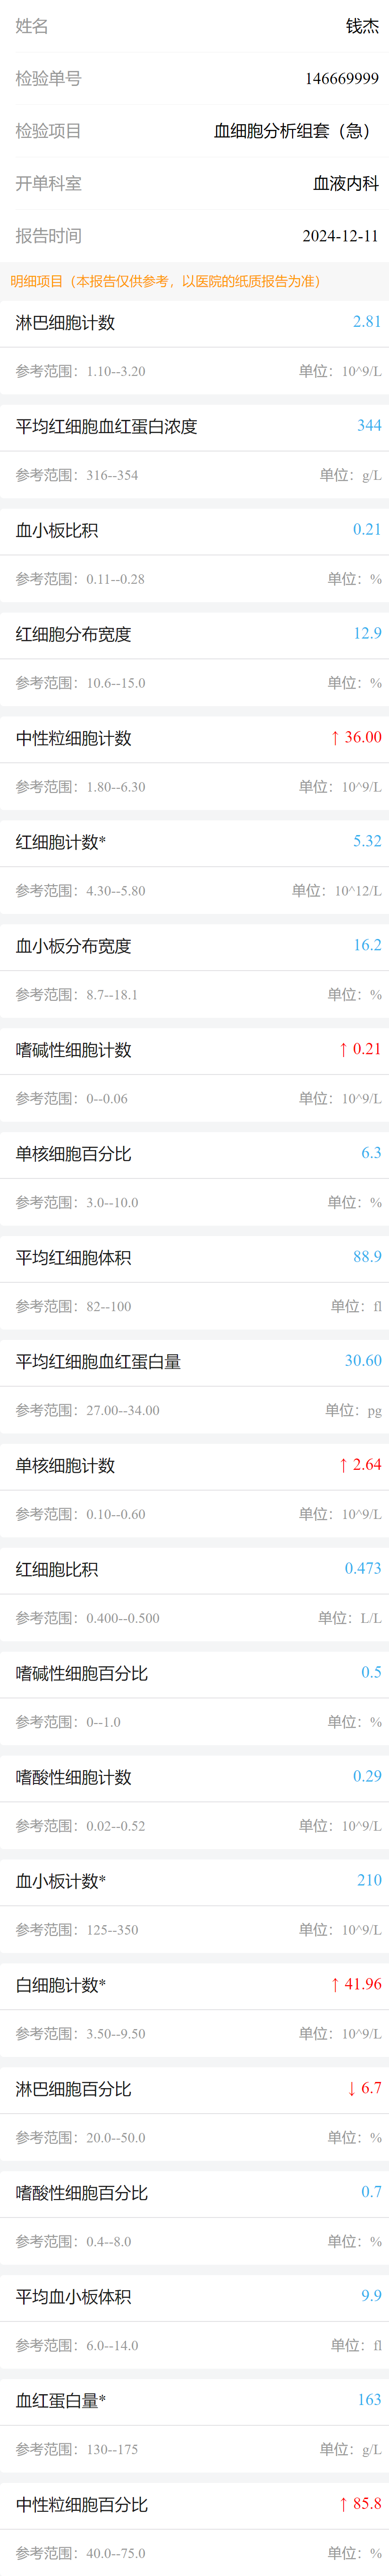 姓名 钱杰
检验单号 146669999
检验项目 血细胞分析组套（急）
开单科室 血液内科
报告时间 2024-12-11
明细项目（本报告仅供参考，以医院的纸质报告为准）
淋巴细胞计数 2.81
参考范围：1.10--3.20 单位：10^9/L
平均红细胞血红蛋白浓度 344
参考范围：316--354 单位：g/L
血小板比积 0.21
参考范围：0.11--0.28 单位：%
红细胞分布宽度 12.9
参考范围：10.6--15.0 单位：%
中性粒细胞计数 ↑ 36.00
参考范围：1.80--6.30 单位：10^9/L
红细胞计数* 5.32
参考范围：4.30--5.80 单位：10^12/L
血小板分布宽度 16.2
参考范围：8.7--18.1 单位：%
嗜碱性细胞计数 ↑ 0.21
参考范围：0--0.06 单位：10^9/L
单核细胞百分比 6.3
参考范围：3.0--10.0 单位：%
平均红细胞体积 88.9
参考范围：82--100 单位：fl
平均红细胞血红蛋白量 30.60
参考范围：27.00--34.00 单位：pg
单核细胞计数 ↑ 2.64
参考范围：0.10--0.60 单位：10^9/L
红细胞比积 0.473
参考范围：0.400--0.500 单位：L/L
嗜碱性细胞百分比 0.5
参考范围：0--1.0 单位：%
嗜酸性细胞计数 0.29
参考范围：0.02--0.52 单位：10^9/L
血小板计数* 210
参考范围：125--350 单位：10^9/L
白细胞计数* ↑ 41.96
参考范围：3.50--9.50 单位：10^9/L
淋巴细胞百分比 ↓ 6.7
参考范围：20.0--50.0 单位：%
嗜酸性细胞百分比 0.7
参考范围：0.4--8.0 单位：%
平均血小板体积 9.9
参考范围：6.0--14.0 单位：fl
血红蛋白量* 163
参考范围：130--175 单位：g/L
中性粒细胞百分比 ↑ 85.8
参考范围：40.0--75.0 单位：%